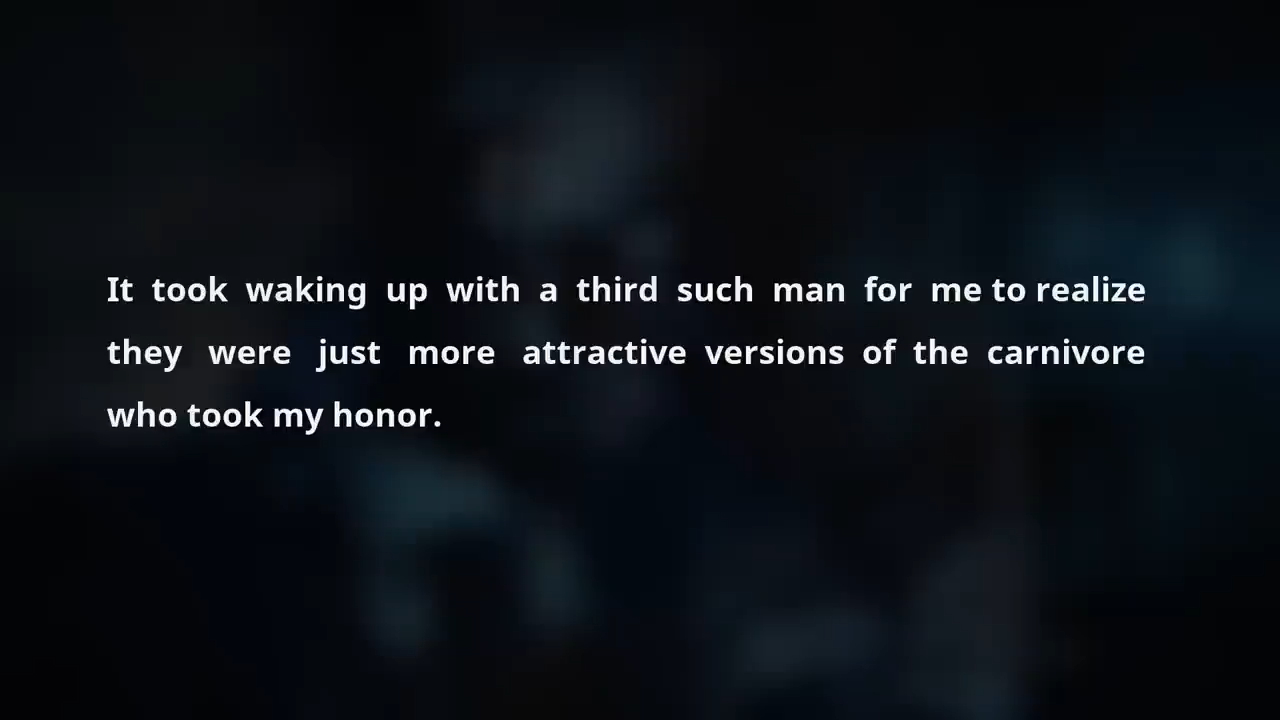 It took waking up with a third such man for me to realize
they were just more attractive versions of the carnivore
who took my honor.